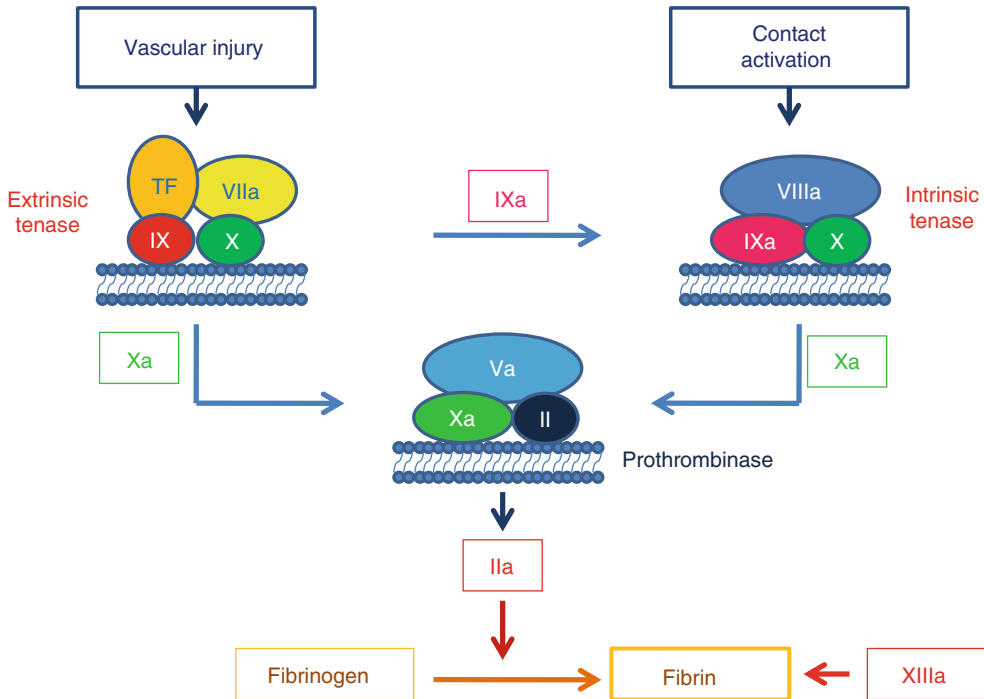 Vascular injury
Contact
activation
TF
VIIa
IX
X
Extrinsic
tenase
IXa
VIIIa
IXa
X
Intrinsic
tenase
Xa
Xa
Va
Xa
II
Prothrombinase
IIa
Fibrinogen
Fibrin
XIIIa